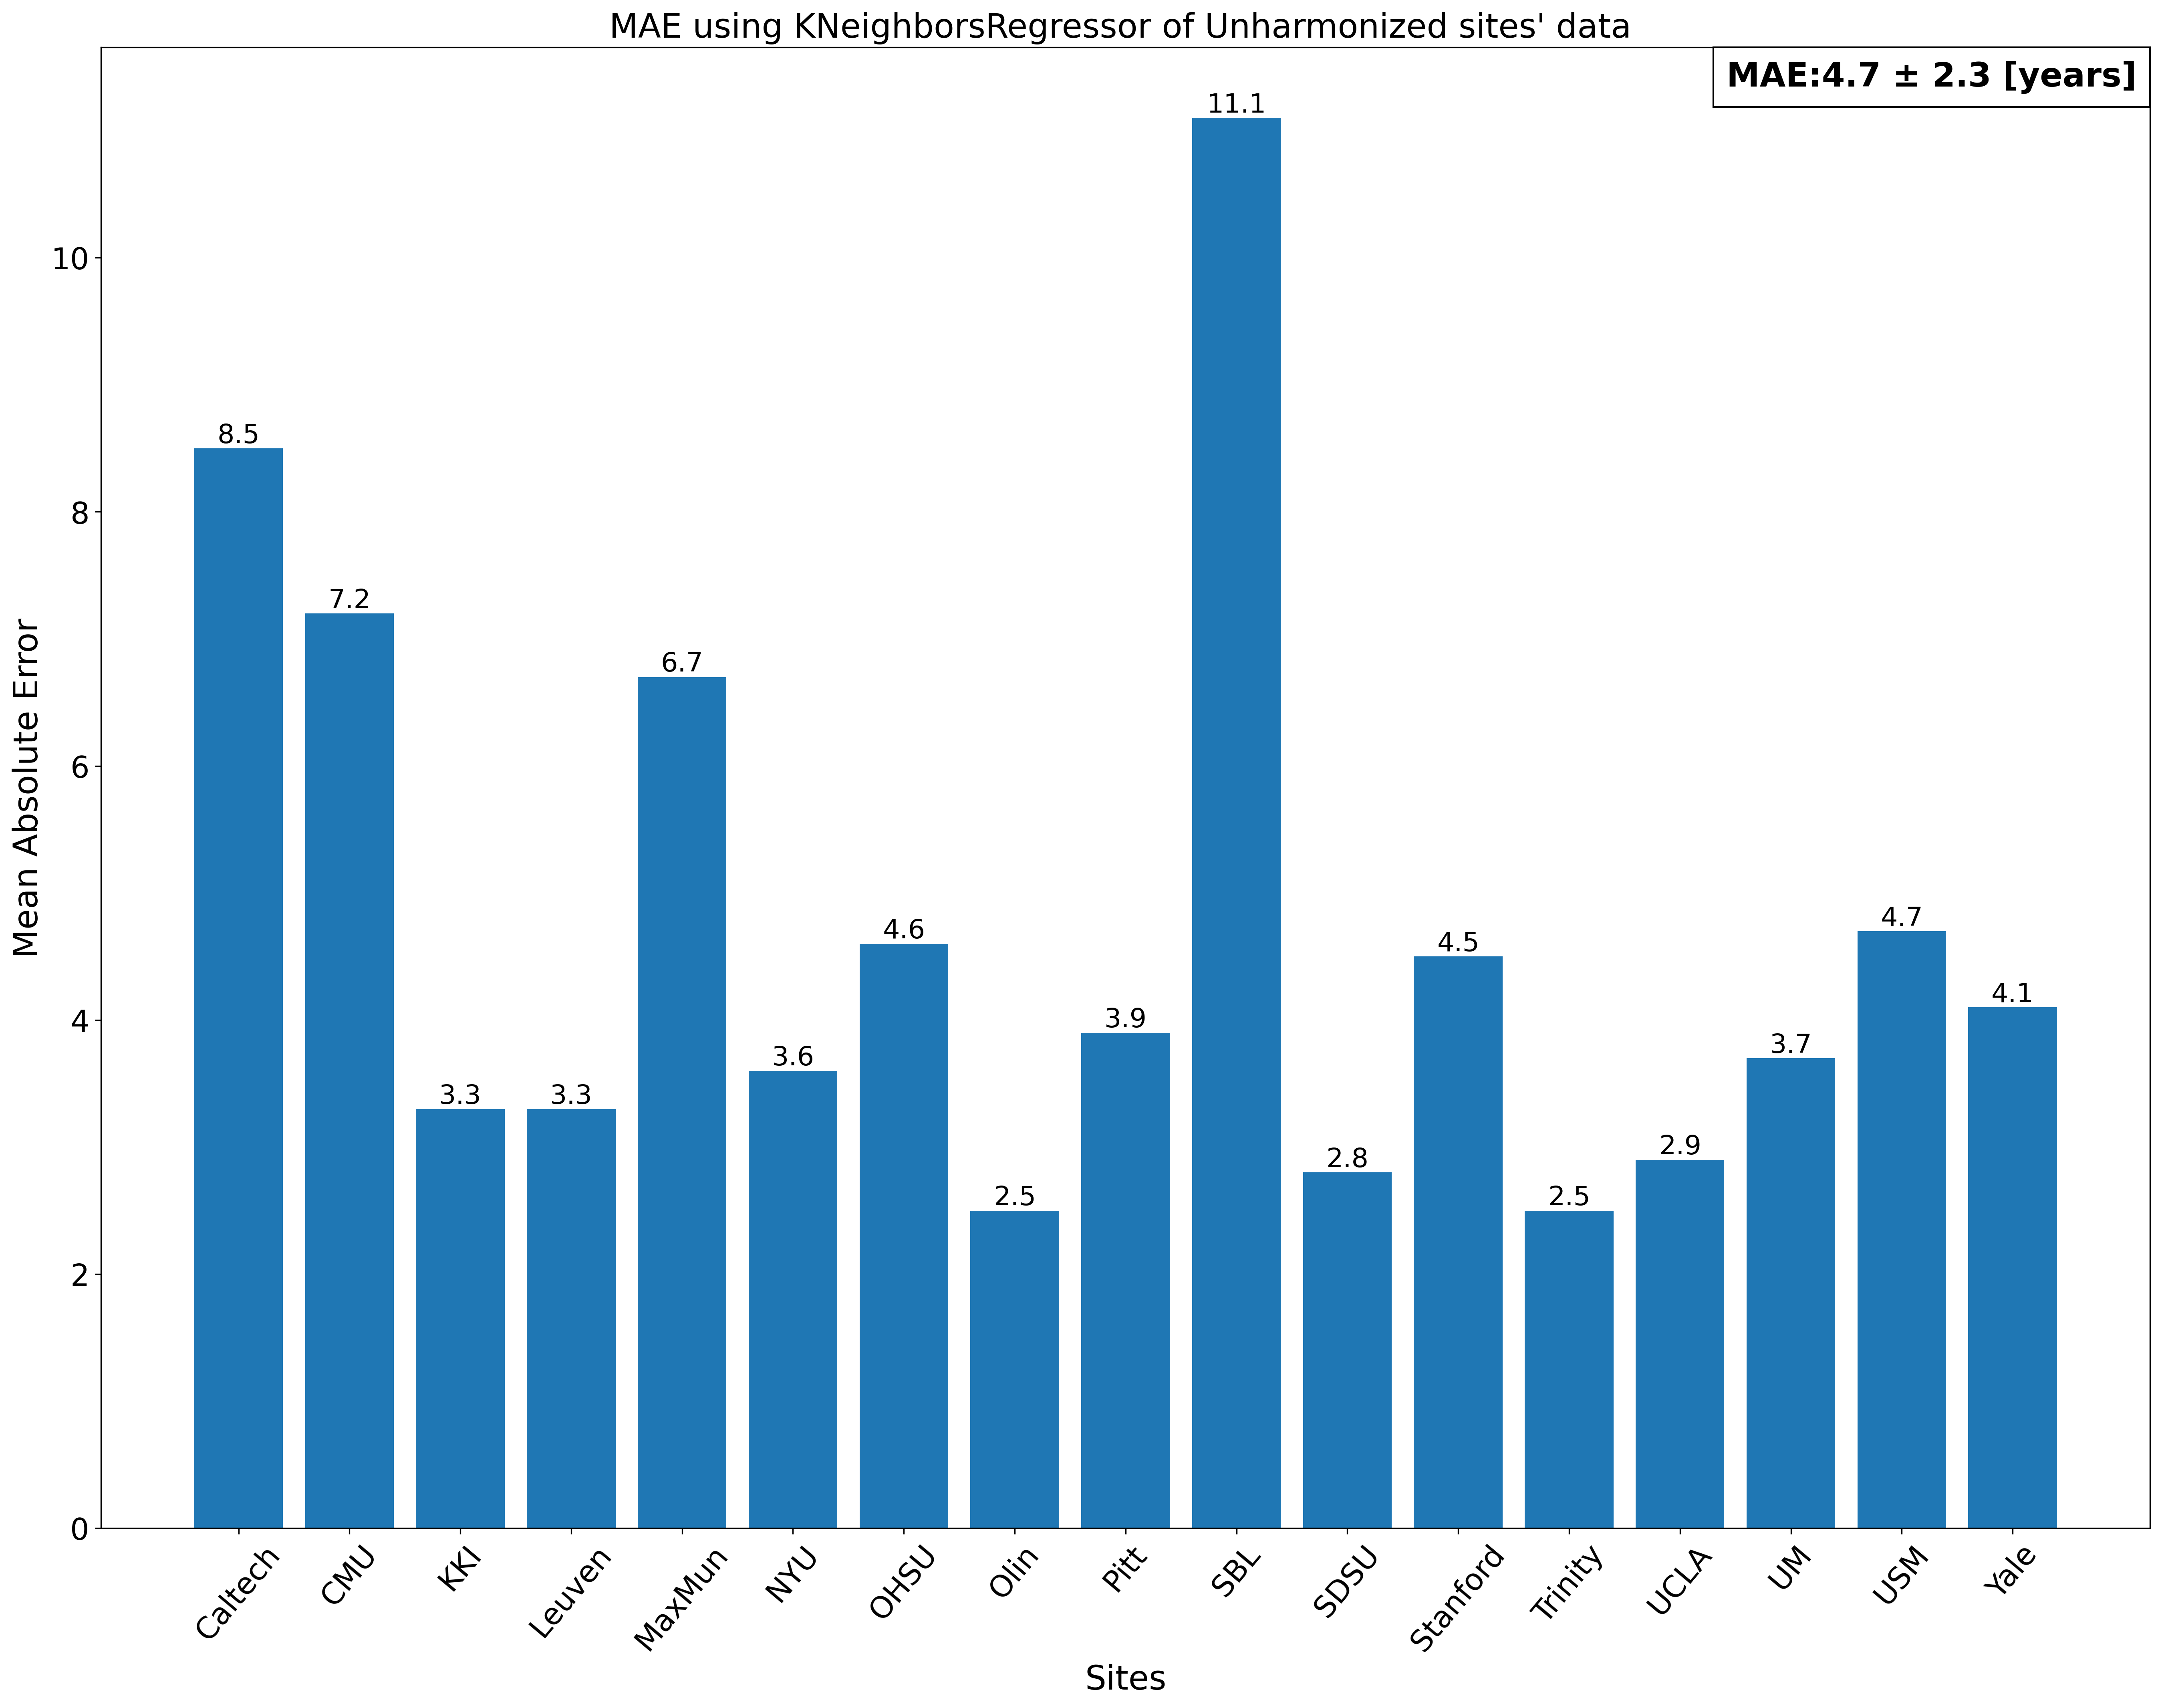 MAE using KNeighborsRegressor of Unharmonized sites' data
MAE:4.7 ± 2.3 [years]
Mean Absolute Error
10
8
6
4
2
0
8.5
7.2
3.3
3.3
6.7
3.6
4.6
2.5
3.9
11.1
2.8
4.5
2.5
2.9
3.7
4.7
4.1
Caltech
CMU
KKI
Leuven
MaxMun
NYU
OHSU
Olin
Pitt
SBL
SDSU
Stanford
Trinity
UCLA
UM
USM
Yale
Sites